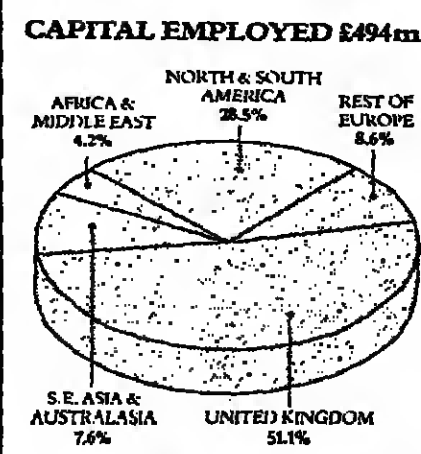 CAPITAL EMPLOYED £494m
NORTH & SOUTH
AMERICA
28.5%
AFRICA &
MIDDLE EAST
4.2%
REST OF
EUROPE
8.6%
S.E. ASIA &
AUSTRALASIA
7.6%
UNITED KINGDOM
51.1%